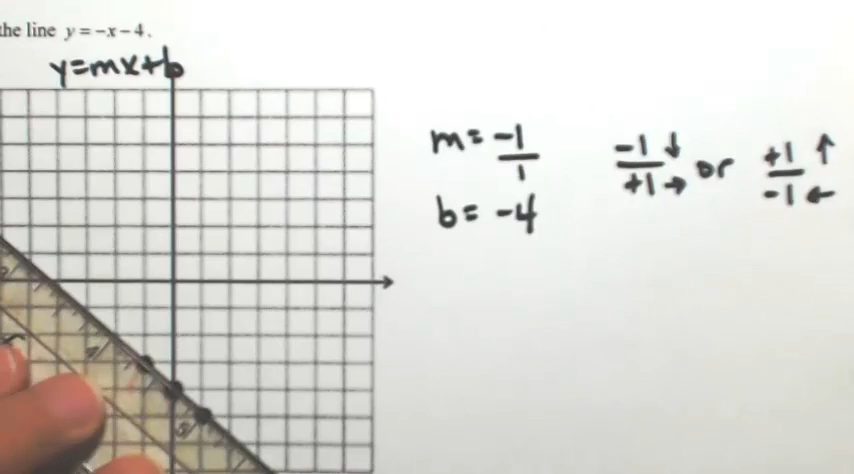 the line y = −x − 4.
y=mx+b
m = -1/1
-1/+1 ↓ → or +1/-1 ↑ ←
b = -4